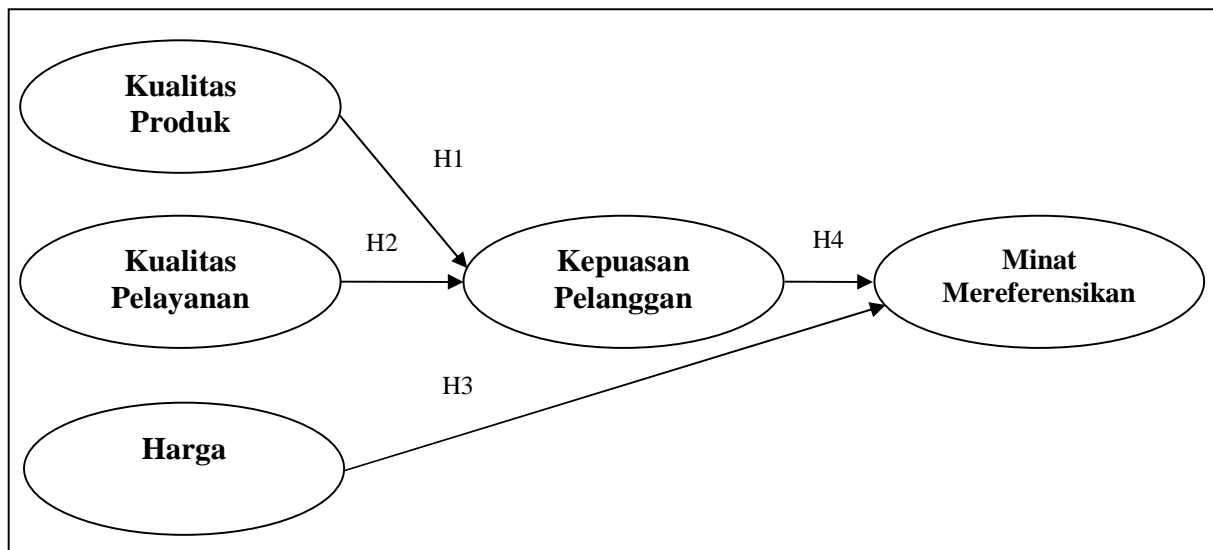 Kualitas
Produk
H1
Kualitas
Pelayanan
H2
Kepuasan
Pelanggan
H4
Minat
Mereferensikan
H3
Harga